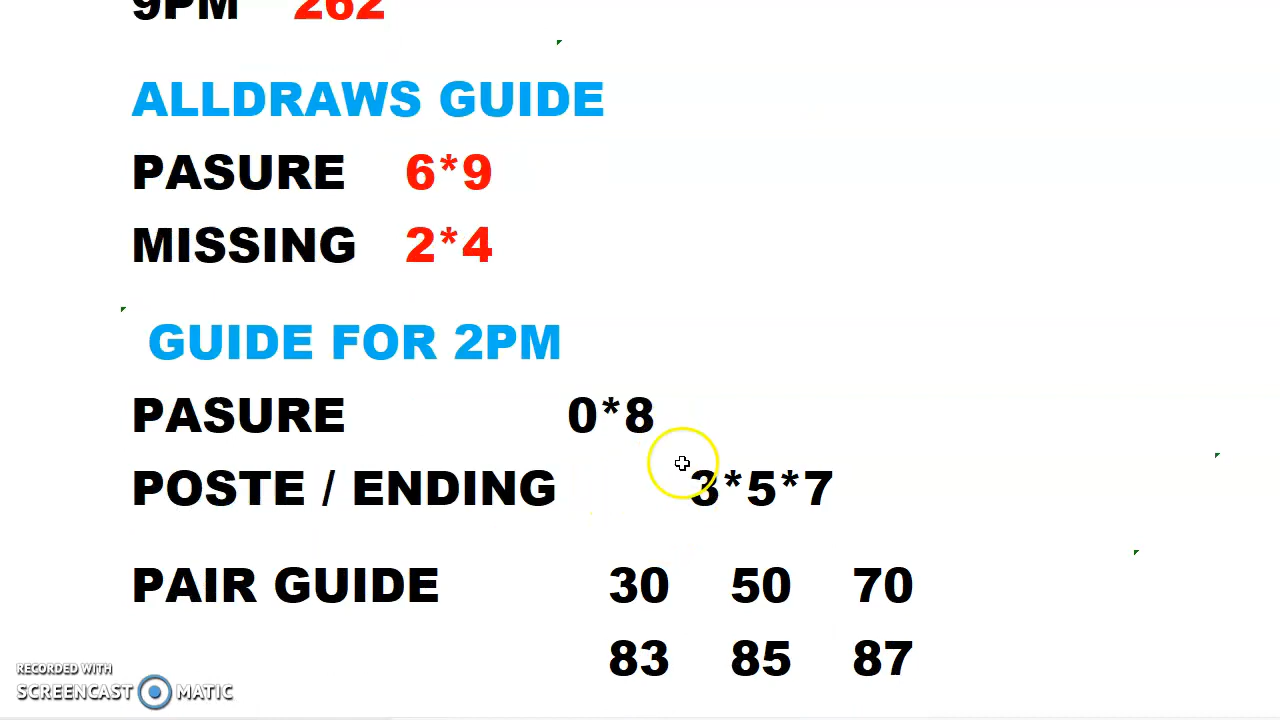 9PM 262
ALLDRAWS GUIDE
PASURE 6*9
MISSING 2*4
GUIDE FOR 2PM
PASURE 0*8
POSTE / ENDING 3*5*7
PAIR GUIDE 30 50 70
83 85 87
RECORDED WITH
SCREENCAST MATIC